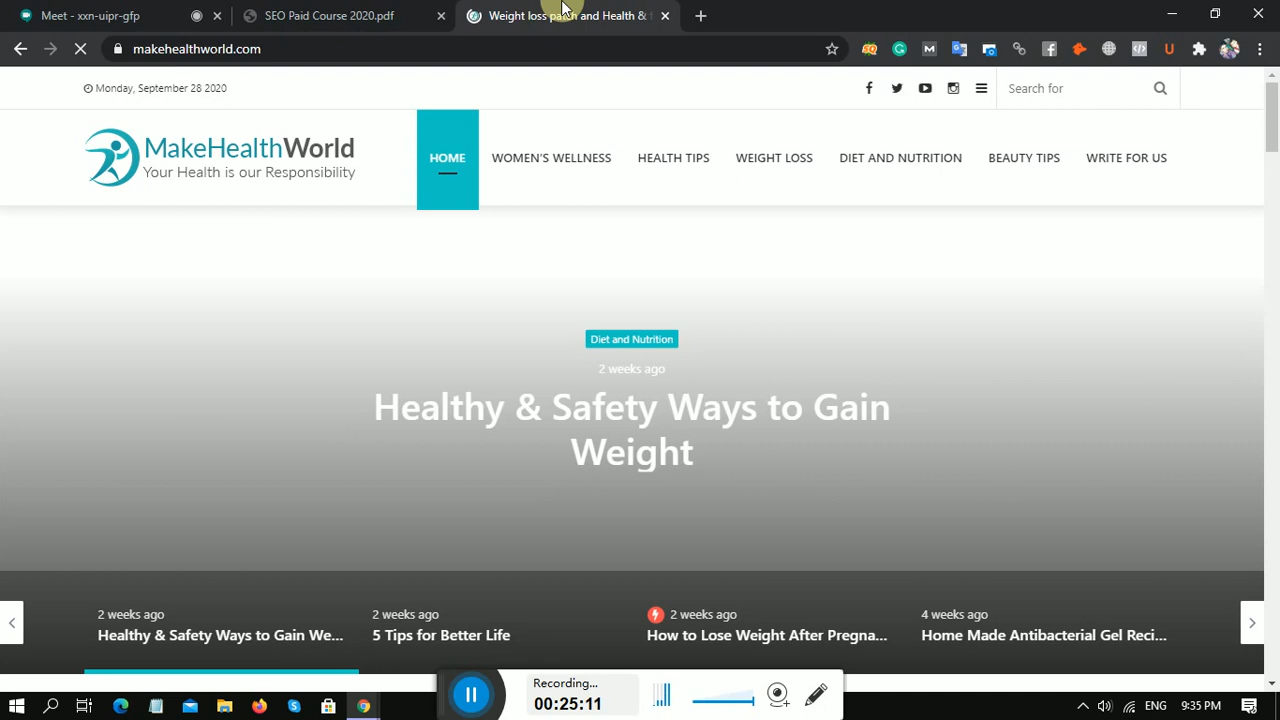 Meet - xxn-uipr-gfp
SEO Paid Course 2020.pdf
Weight loss and Health &
makehealthworld.com
Monday, September 28 2020
Search for
MakeHealthWorld
Your Health is our Responsibility
HOME
WOMEN'S WELLNESS
HEALTH TIPS
WEIGHT LOSS
DIET AND NUTRITION
BEAUTY TIPS
WRITE FOR US
Diet and Nutrition
2 weeks ago
Healthy & Safety Ways to Gain
Weight
2 weeks ago
Healthy & Safety Ways to Gain We...
2 weeks ago
5 Tips for Better Life
2 weeks ago
How to Lose Weight After Pregna...
4 weeks ago
Home Made Antibacterial Gel Reci...
Recording...
00:25:11
ENG
9:35 PM